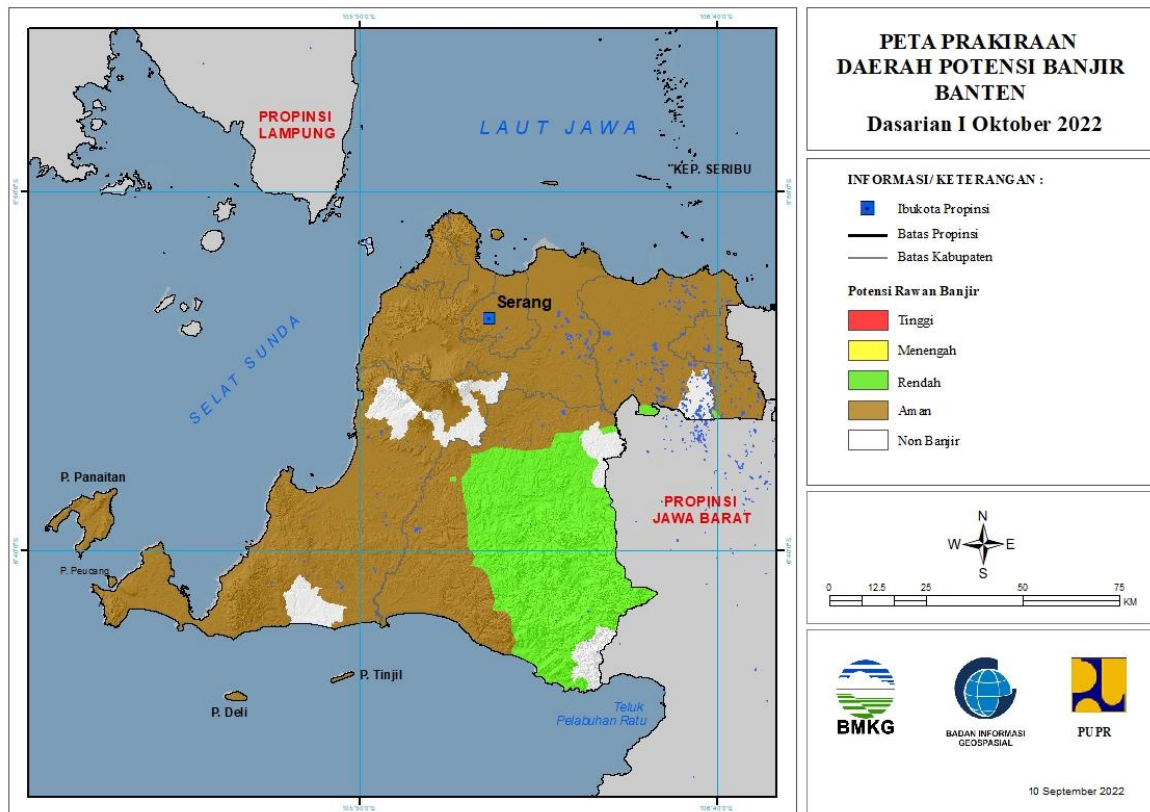 PETA PRAKIRAAN
DAERAH POTENSI BANJIR
BANTEN
Dasarian I Oktober 2022
INFORMASI/KETERANGAN :
Ibukota Propinsi
Batas Propinsi
Batas Kabupaten
Potensi Rawan Banjir
Tinggi
Menengah
Rendah
Aman
Non Banjir
N
W E
S
0 12.5 25 50 75
KM
BMKG
BADAN INFORMASI
GEOSPASIAL
PUPR
10 September 2022
PROPINSI
LAMPUNG
LAUT JAWA
KEP. SERIBU
Serang
SELAT SUNDA
P. Panaitan
P. Peucang
PROPINSI
JAWA BARAT
P. Tinjil
P. Deli
Teluk
Pelabuhan Ratu